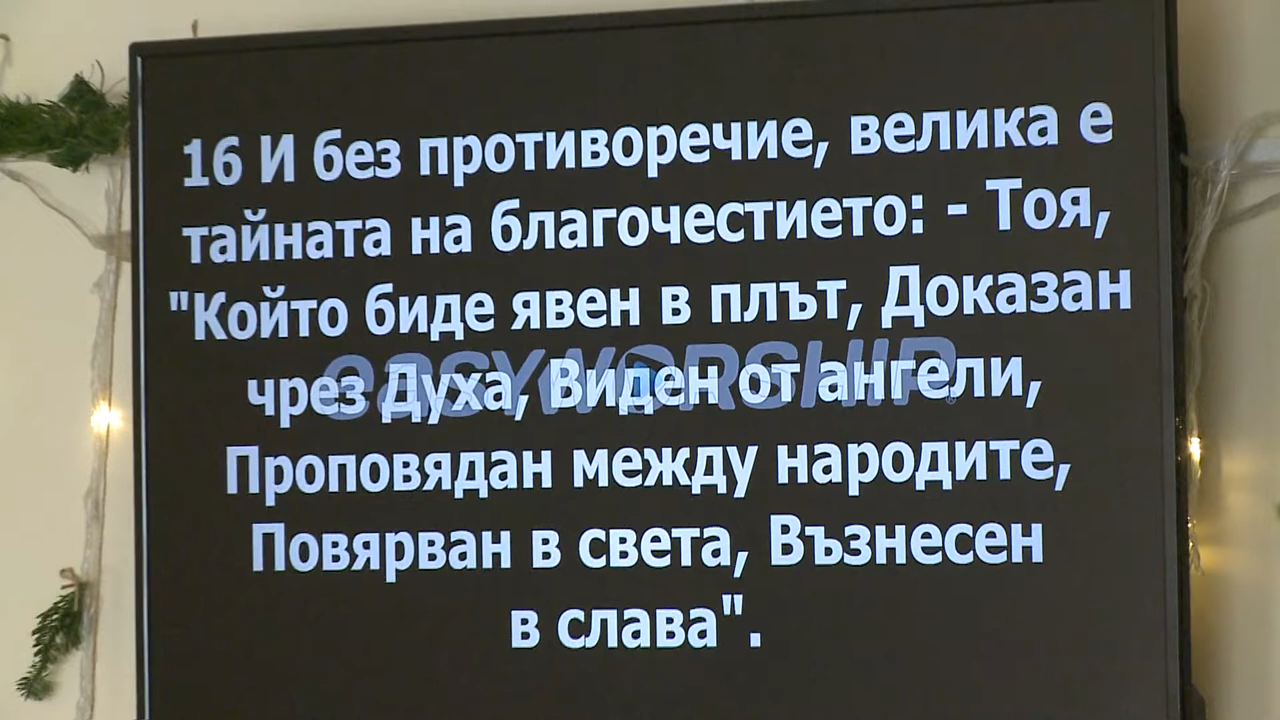 16 И без противоречие, велика е
тайната на благочестието: - Тоя,
"Който биде явен в плът, Доказан
чрез Духа, Виден от ангели,
easyworship
Проповядан между народите,
Повярван в света, Възнесен
в слава".